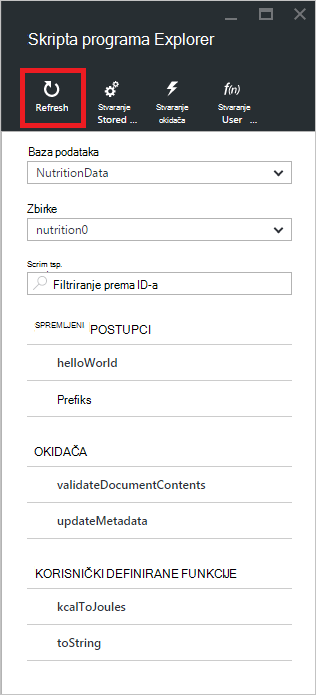 Skripta programa Explorer
Refresh
Stvaranje
Stored ...
Stvaranje
okidača
f(n)
Stvaranje
User ...
Baza podataka
NutritionData
Zbirke
nutrition0
Scrim tsp.
Filtriranje prema ID-a
SPREMLJENI POSTUPCI
helloWorld
Prefiks
OKIDAČA
validateDocumentContents
updateMetadata
KORISNIČKI DEFINIRANE FUNKCIJE
kcalToJoules
toString